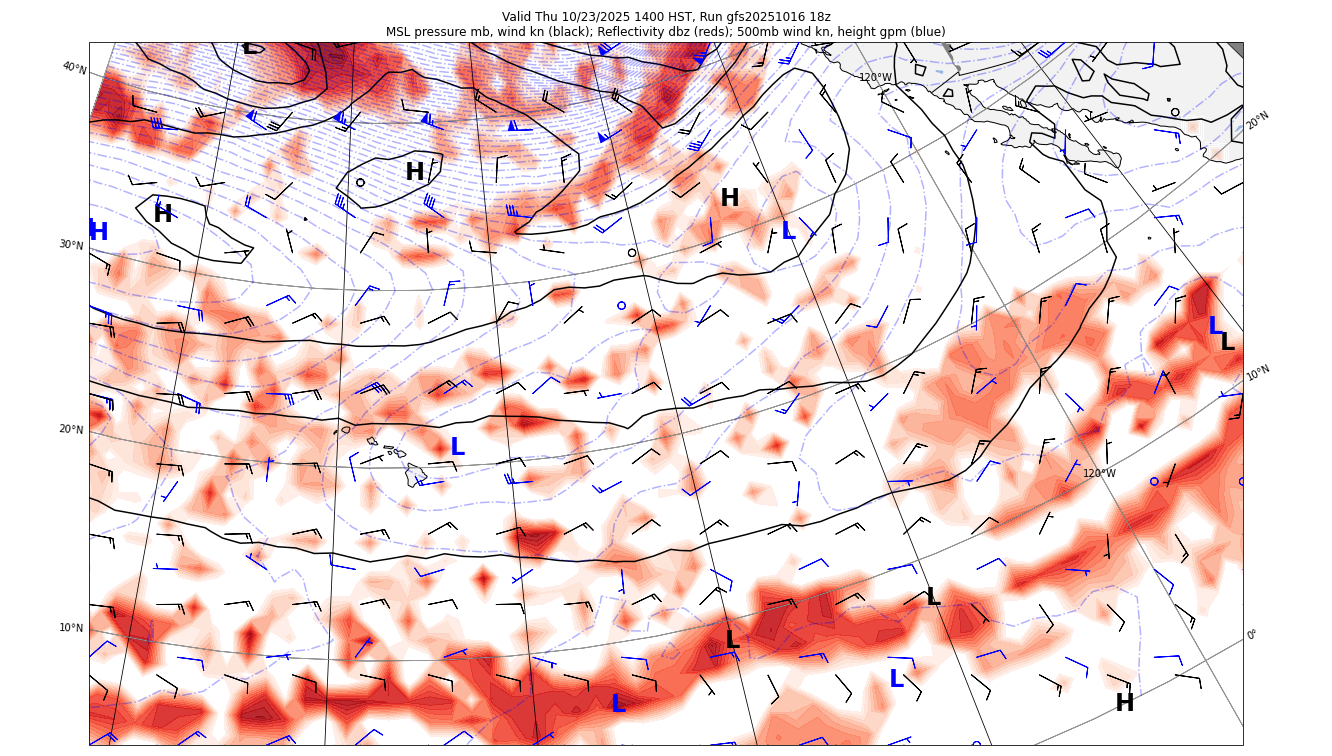 Valid Thu 10/23/2025 1400 HST, Run gfs20251016 18z
MSL pressure mb, wind kn (black); Reflectivity dbz (reds); 500mb wind kn, height gpm (blue)
L
40°N
120°W
20°N
H
H
H
H
L
30°N
L
L
10°N
20°N
L
120°W
10°N
L
L
0°
L
L
H